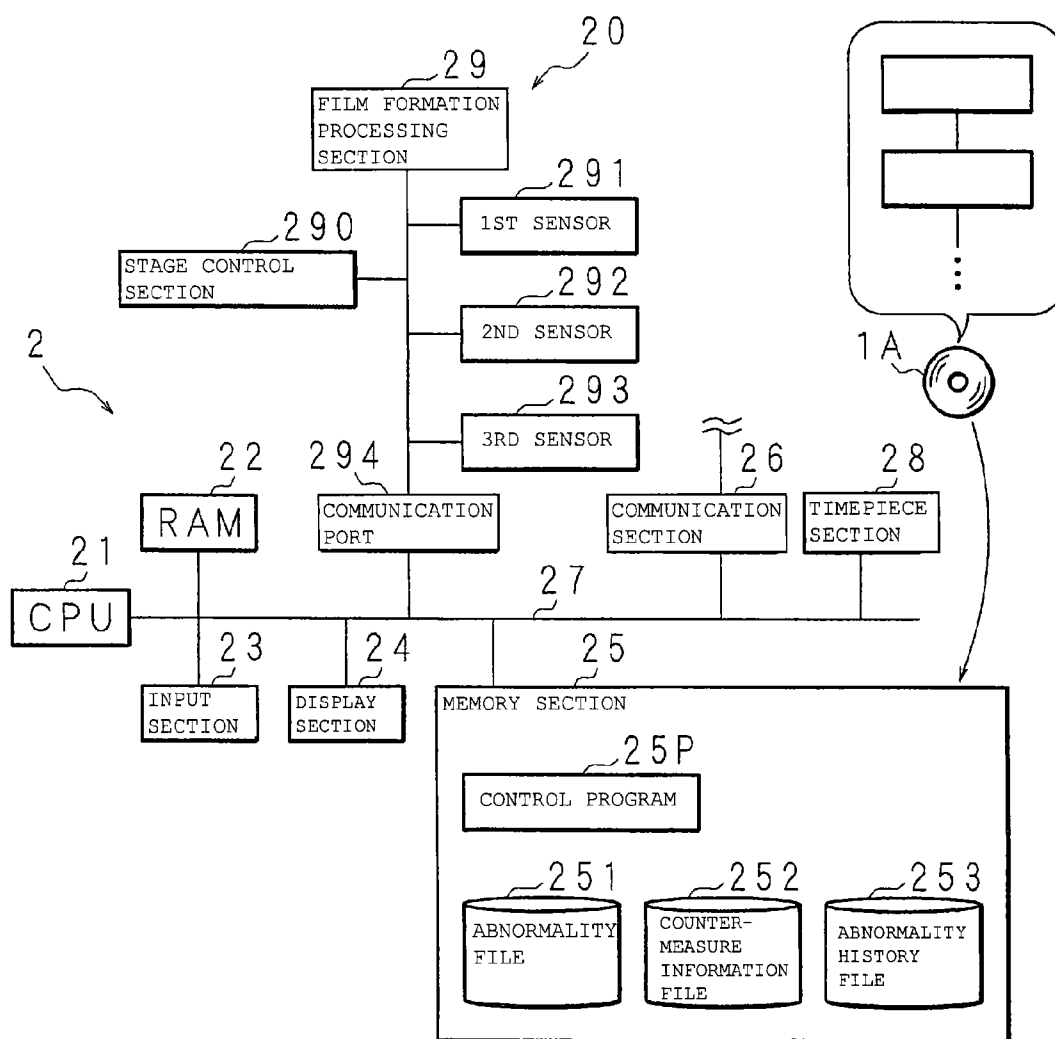 20
29
FILM FORMATION
PROCESSING
SECTION
291
1ST SENSOR
290
STAGE CONTROL
SECTION
292
2ND SENSOR
2
1A
293
3RD SENSOR
294
22
26
28
RAM
COMMUNICATION
PORT
COMMUNICATION
SECTION
TIMEPIECE
SECTION
21
CPU
27
23
24
25
INPUT
SECTION
DISPLAY
SECTION
MEMORY SECTION
25P
CONTROL PROGRAM
251
252
253
ABNORMALITY
FILE
COUNTER-
MEASURE
INFORMATION
FILE
ABNORMALITY
HISTORY
FILE